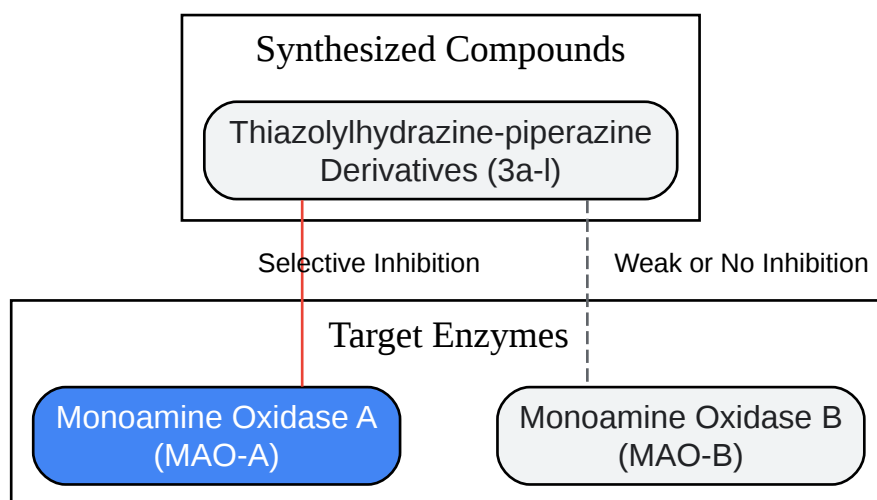 Synthesized Compounds
Thiazolylhydrazine-piperazine
Derivatives (3a-l)
Selective Inhibition
Weak or No Inhibition
Target Enzymes
Monoamine Oxidase A
(MAO-A)
Monoamine Oxidase B
(MAO-B)